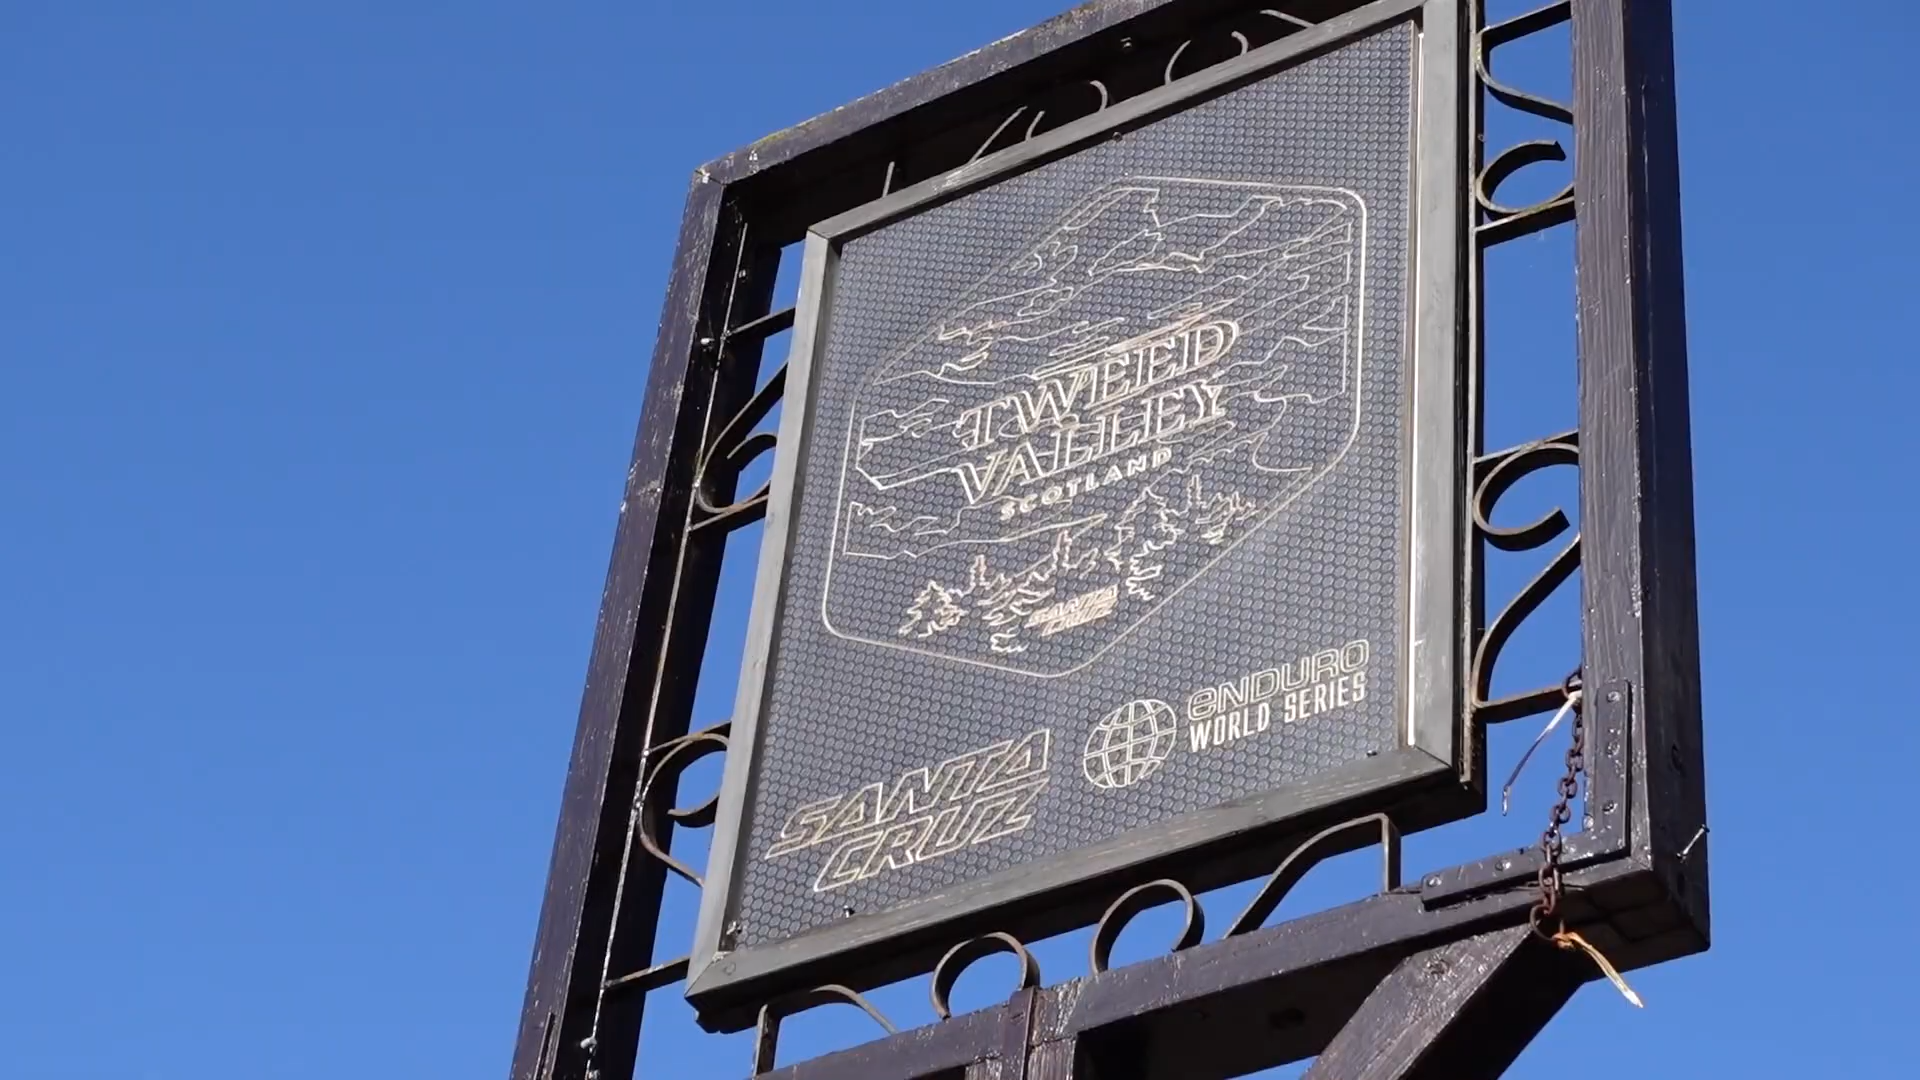 TWEED
VALLEY
SCOTLAND
SANTA
CRUZ
eNDURO
WORLD SERIES
SANTA
CRUZ